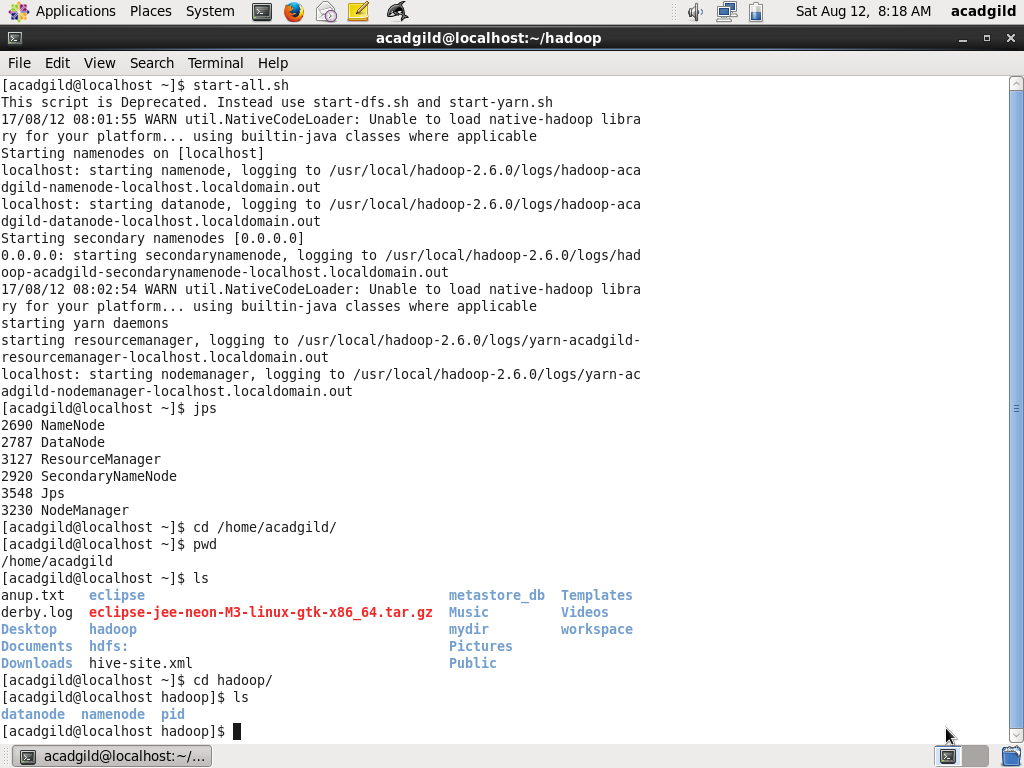 Applications Places System Sat Aug 12, 8:18 AM acadgild
acadgild@localhost:~/hadoop
File Edit View Search Terminal Help
[acadgild@localhost ~]$ start-all.sh
This script is Deprecated. Instead use start-dfs.sh and start-yarn.sh
17/08/12 08:01:55 WARN util.NativeCodeLoader: Unable to load native-hadoop libra
ry for your platform... using builtin-java classes where applicable
Starting namenodes on [localhost]
localhost: starting namenode, logging to /usr/local/hadoop-2.6.0/logs/hadoop-aca
dgild-namenode-localhost.localdomain.out
localhost: starting datanode, logging to /usr/local/hadoop-2.6.0/logs/hadoop-aca
dgild-datanode-localhost.localdomain.out
Starting secondary namenodes [0.0.0.0]
0.0.0.0: starting secondarynamenode, logging to /usr/local/hadoop-2.6.0/logs/had
oop-acadgild-secondarynamenode-localhost.localdomain.out
17/08/12 08:02:54 WARN util.NativeCodeLoader: Unable to load native-hadoop libra
ry for your platform... using builtin-java classes where applicable
starting yarn daemons
starting resourcemanager, logging to /usr/local/hadoop-2.6.0/logs/yarn-acadgild-
resourcemanager-localhost.localdomain.out
localhost: starting nodemanager, logging to /usr/local/hadoop-2.6.0/logs/yarn-ac
adgild-nodemanager-localhost.localdomain.out
[acadgild@localhost ~]$ jps
2690 NameNode
2787 DataNode
3127 ResourceManager
2920 SecondaryNameNode
3548 Jps
3230 NodeManager
[acadgild@localhost ~]$ cd /home/acadgild/
[acadgild@localhost ~]$ pwd
/home/acadgild
[acadgild@localhost ~]$ ls
anup.txt eclipse metastore_db Templates
derby.log eclipse-jee-neon-M3-linux-gtk-x86_64.tar.gz Music Videos
Desktop hadoop mydir workspace
Documents hdfs: Pictures
Downloads hive-site.xml Public
[acadgild@localhost ~]$ cd hadoop/
[acadgild@localhost hadoop]$ ls
datanode namenode pid
[acadgild@localhost hadoop]$
acadgild@localhost:~/...